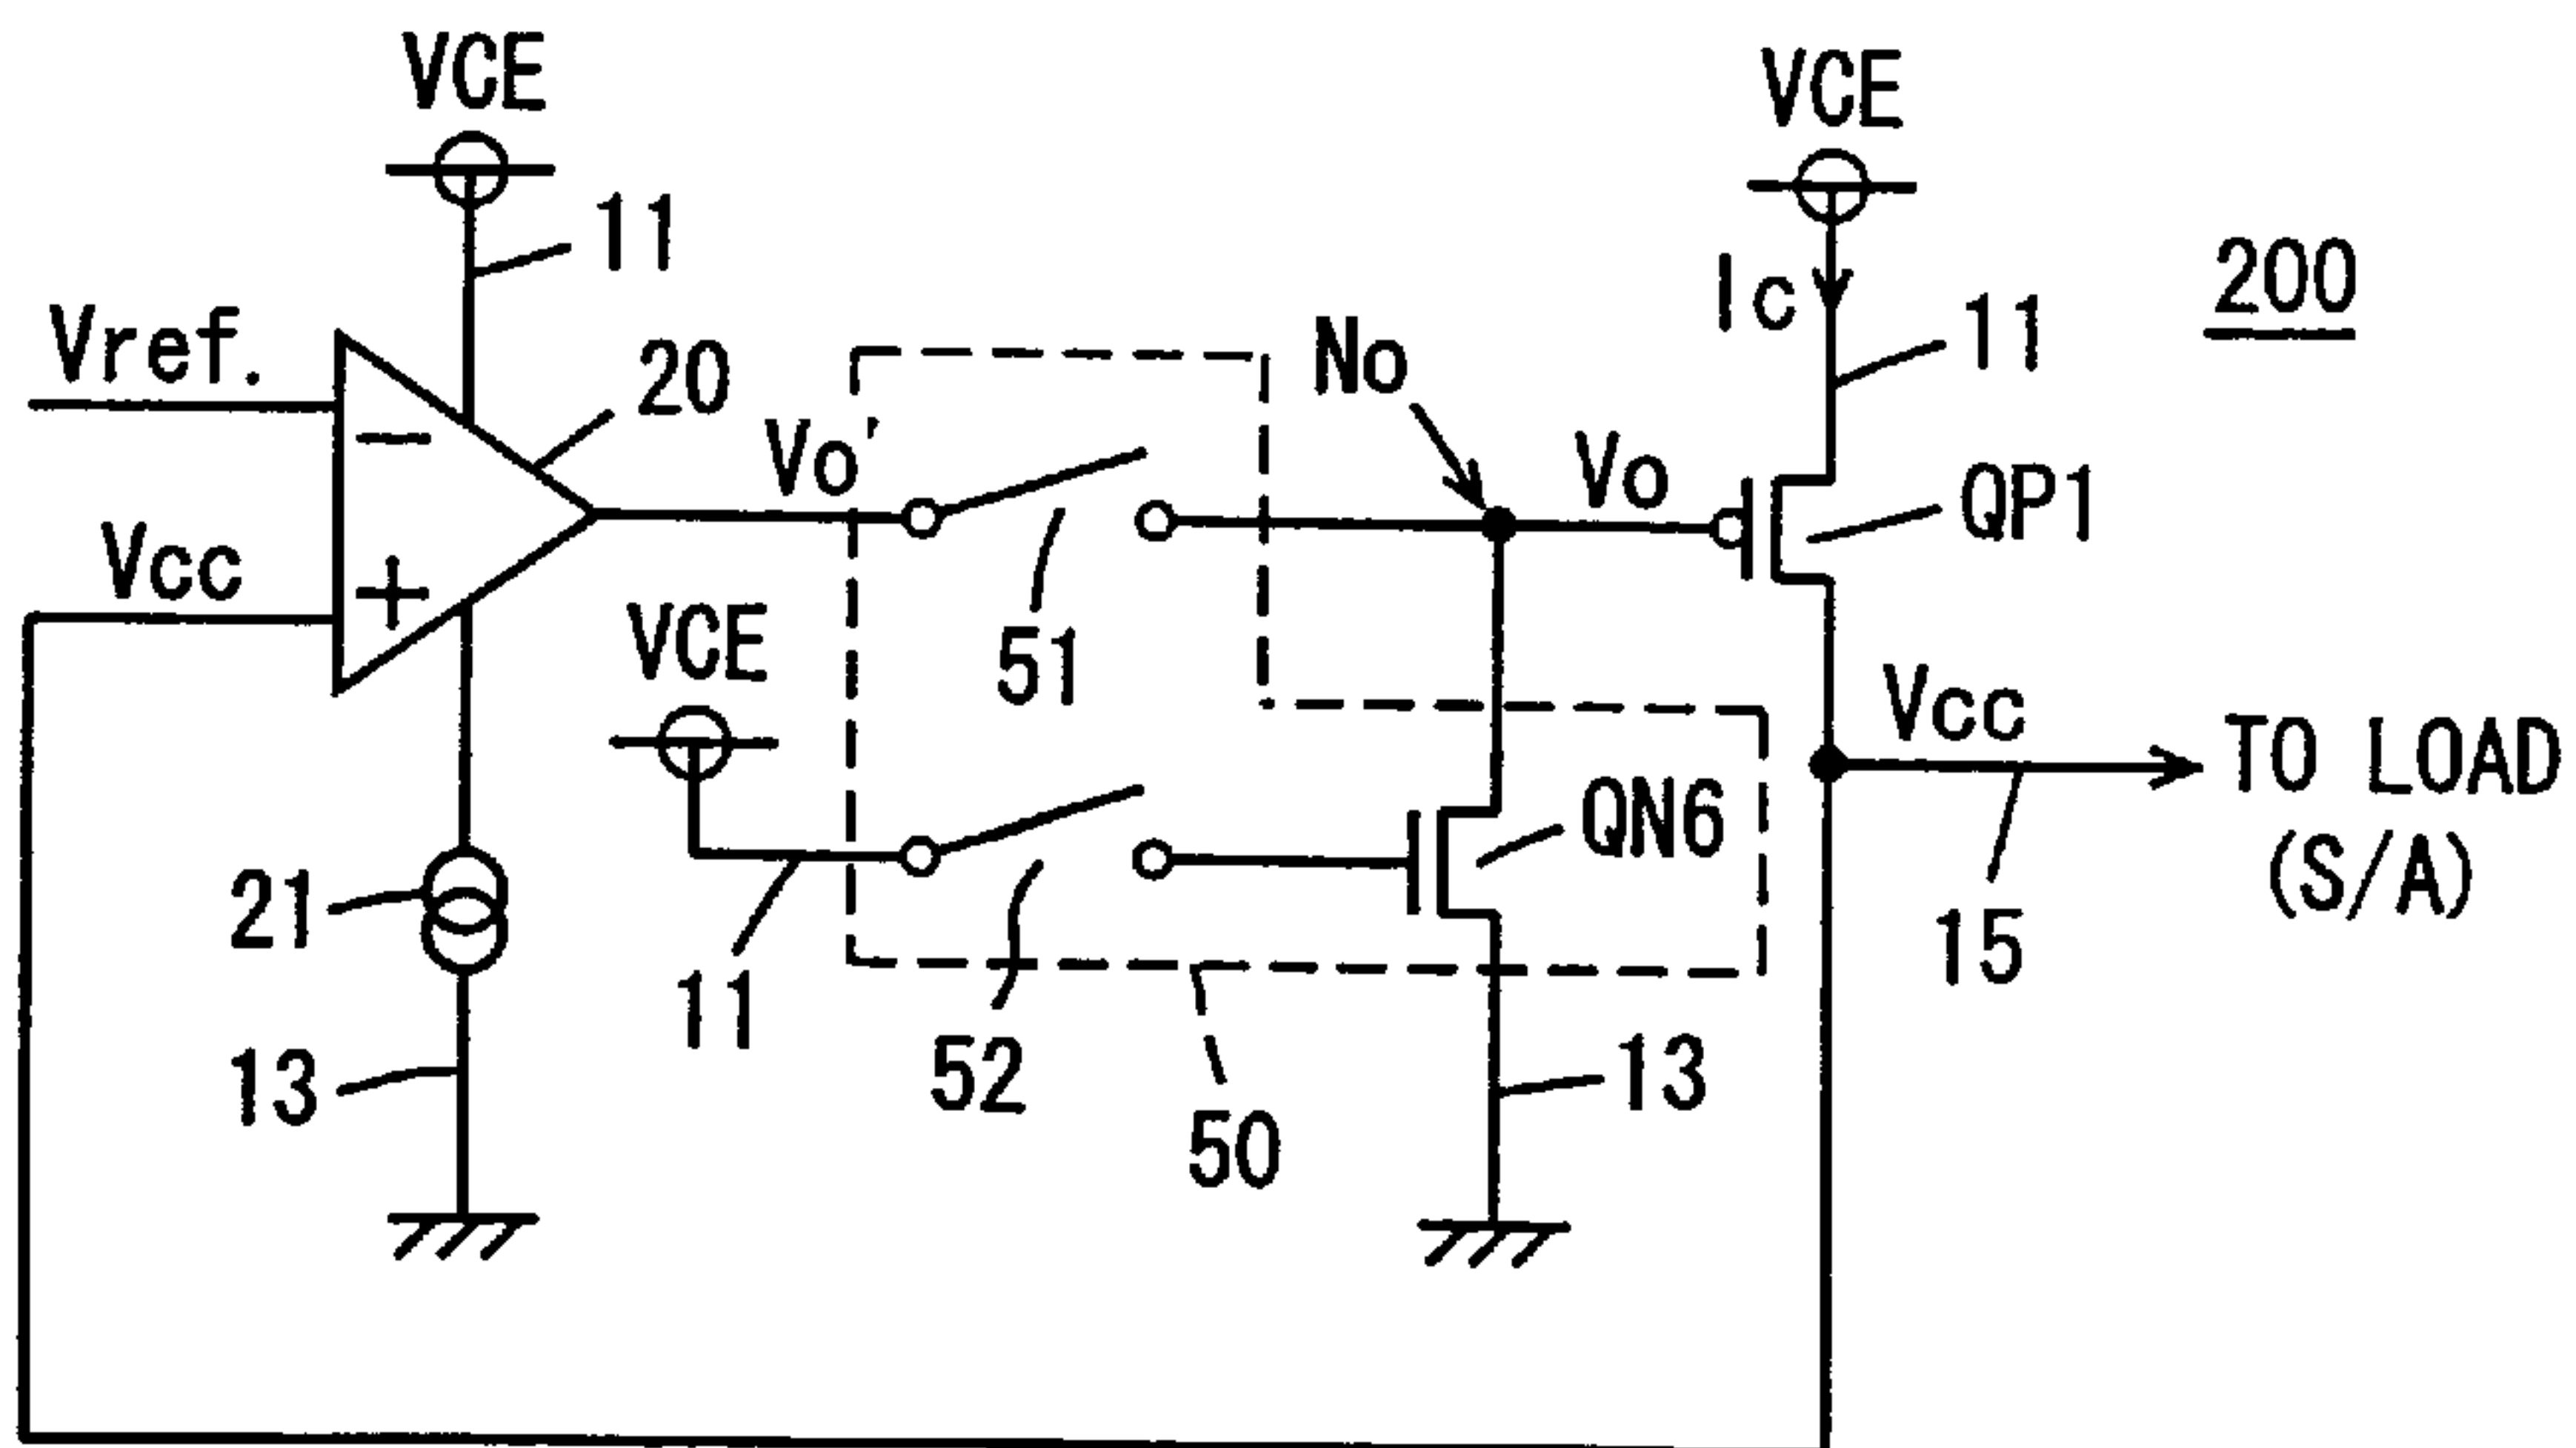 VCE
VCE
11
Ic
200
11
Vref.
20
No
Vo'
Vo
QP1
Vcc
VCE
51
Vcc
TO LOAD
(S/A)
QN6
21
15
11
52
13
13
50